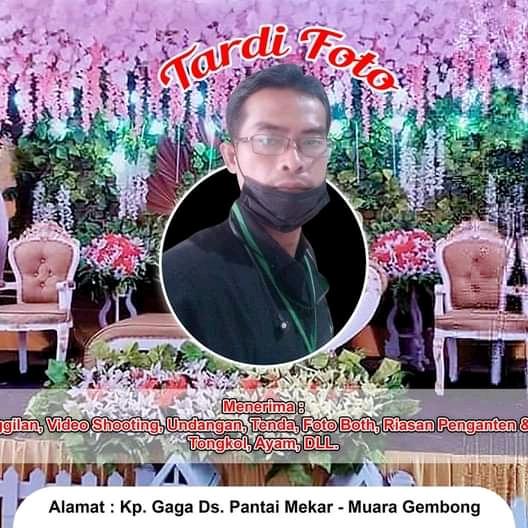 Tardi Foto
Menerima :
ggilan, Video Shooting, Undangan, Tenda, Foto Both, Riasan Penganten &
Tongkol, Ayam, DLL.
Alamat : Kp. Gaga Ds. Pantai Mekar - Muara Gembong